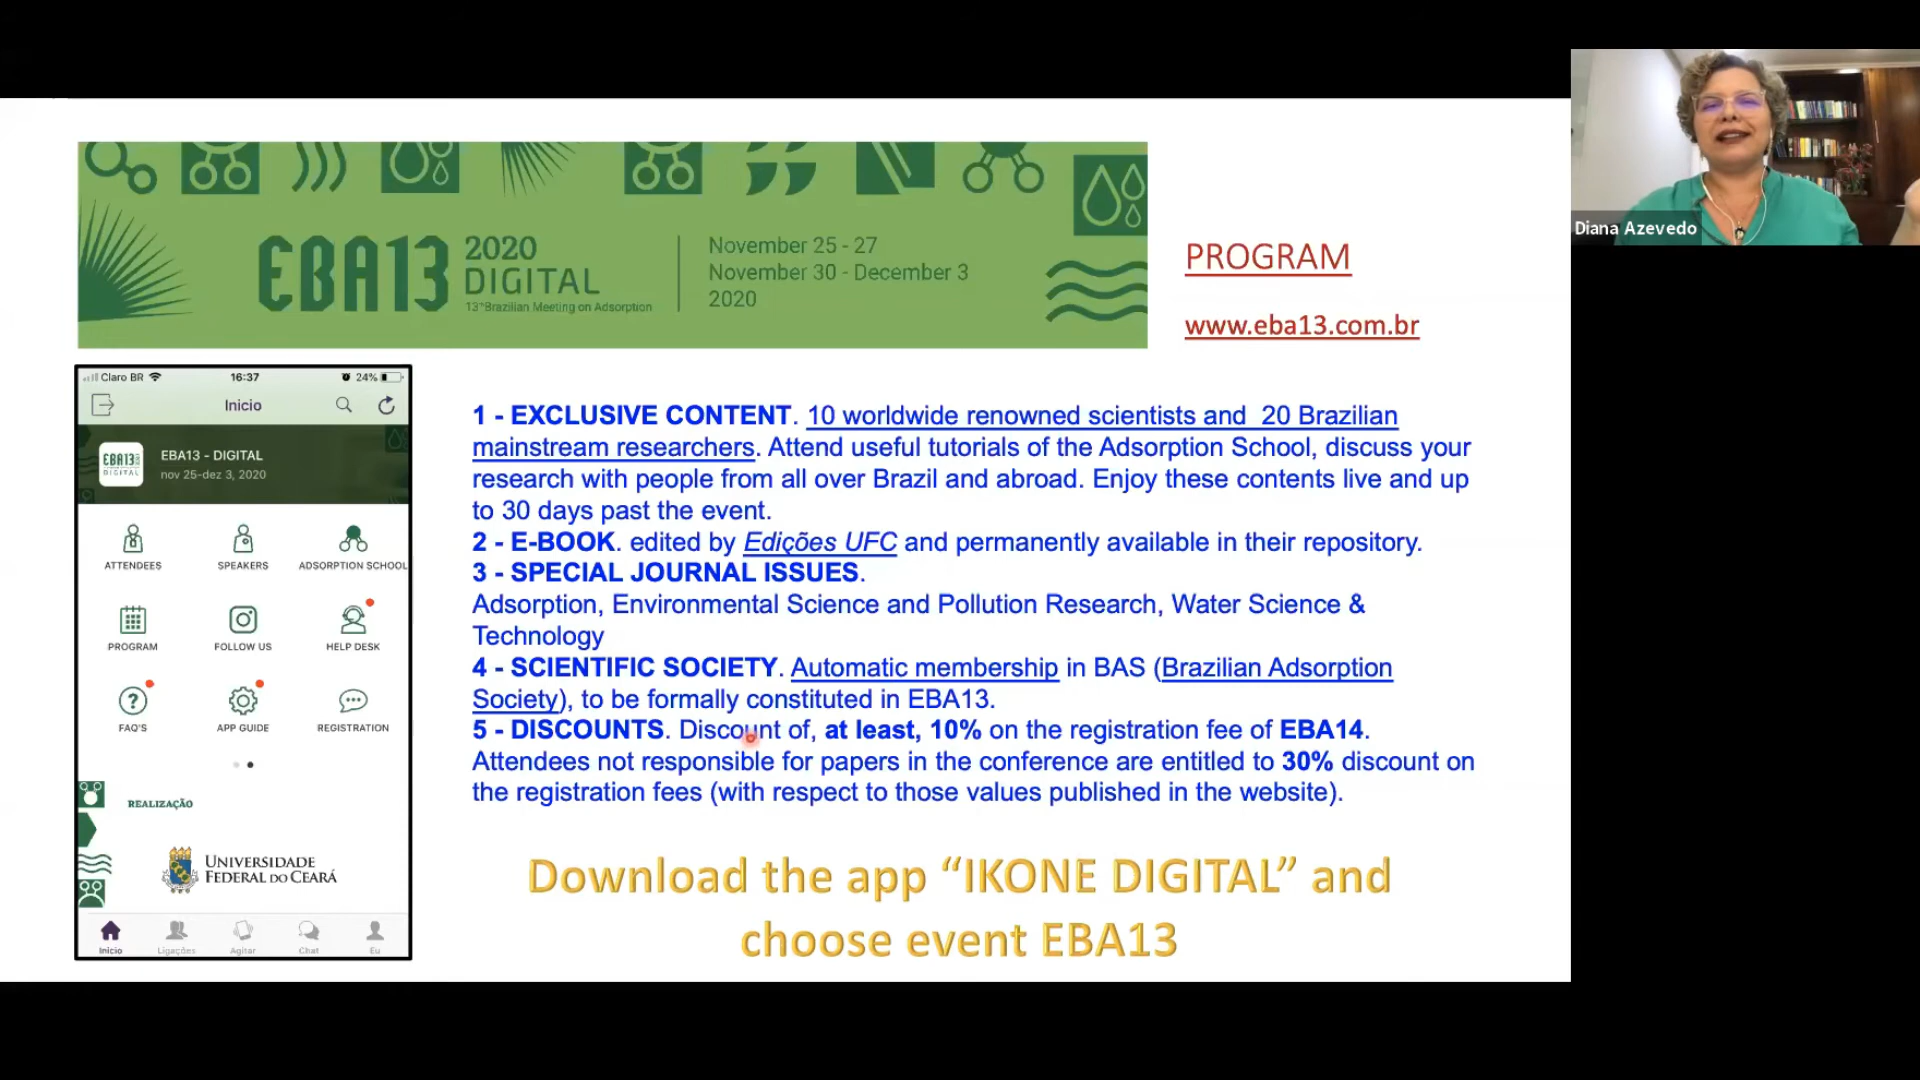 EBA13
2020
DIGITAL
13thBrazilian Meeting on Adsorption
November 25 - 27
November 30 - December 3
2020
PROGRAM
www.eba13.com.br
Diana Azevedo
Claro BR
16:37
24%
Inicio
EBA13
DIGITAL
EBA13 - DIGITAL
nov 25-dez 3, 2020
ATTENDEES
SPEAKERS
ADSORPTION SCHOOL
PROGRAM
FOLLOW US
HELP DESK
FAQ'S
APP GUIDE
REGISTRATION
REALIZAÇÃO
UNIVERSIDADE
FEDERAL DO CEARÁ
Inicio
Ligações
Agitar
Chat
Eu
1 - EXCLUSIVE CONTENT. 10 worldwide renowned scientists and 20 Brazilian
mainstream researchers. Attend useful tutorials of the Adsorption School, discuss your
research with people from all over Brazil and abroad. Enjoy these contents live and up
to 30 days past the event.
2 - E-BOOK. edited by Edições UFC and permanently available in their repository.
3 - SPECIAL JOURNAL ISSUES.
Adsorption, Environmental Science and Pollution Research, Water Science &
Technology
4 - SCIENTIFIC SOCIETY. Automatic membership in BAS (Brazilian Adsorption
Society), to be formally constituted in EBA13.
5 - DISCOUNTS. Discount of, at least, 10% on the registration fee of EBA14.
Attendees not responsible for papers in the conference are entitled to 30% discount on
the registration fees (with respect to those values published in the website).
Download the app “IKONE DIGITAL” and
choose event EBA13